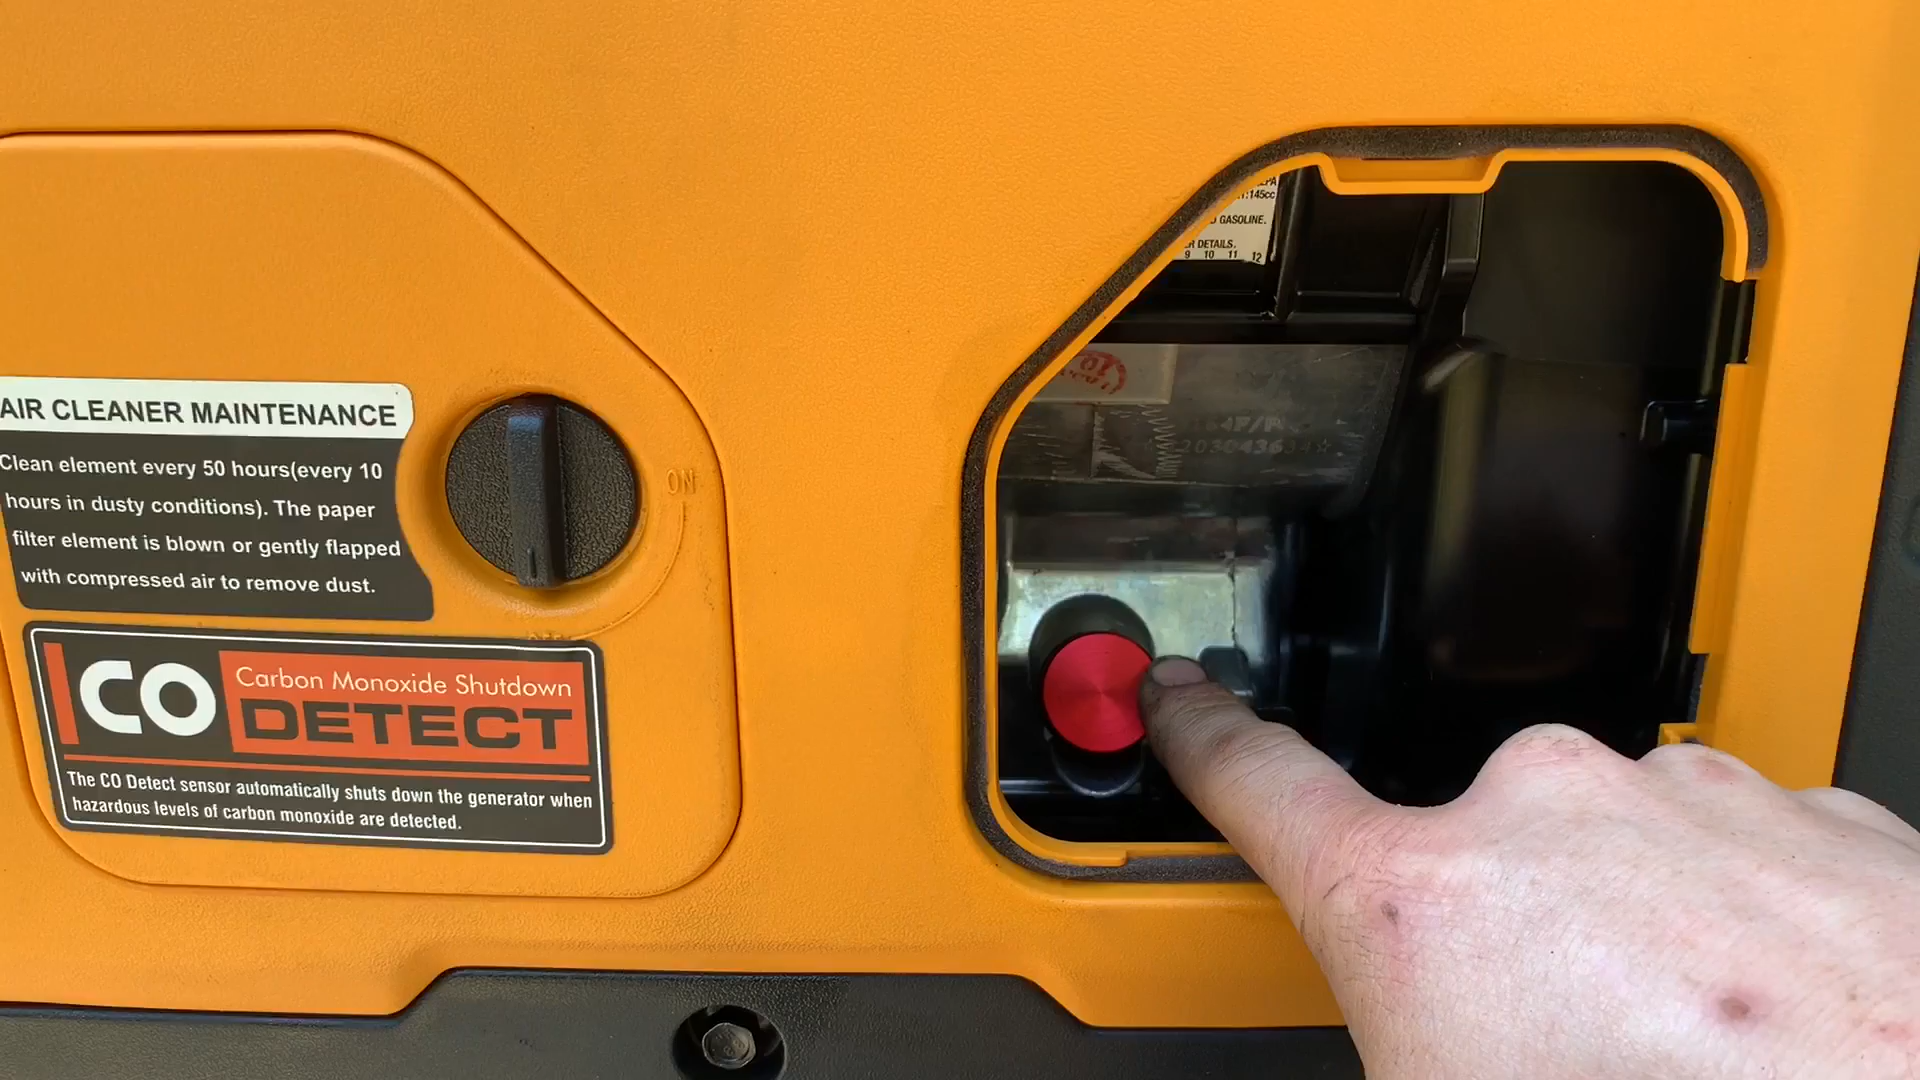 AIR CLEANER MAINTENANCE
Clean element every 50 hours(every 10
hours in dusty conditions). The paper
filter element is blown or gently flapped
with compressed air to remove dust.
CO
Carbon Monoxide Shutdown
DETECT
The CO Detect sensor automatically shuts down the generator when
hazardous levels of carbon monoxide are detected.
ON
145cc
GASOLINE.
DETAILS.
9 10 11 12